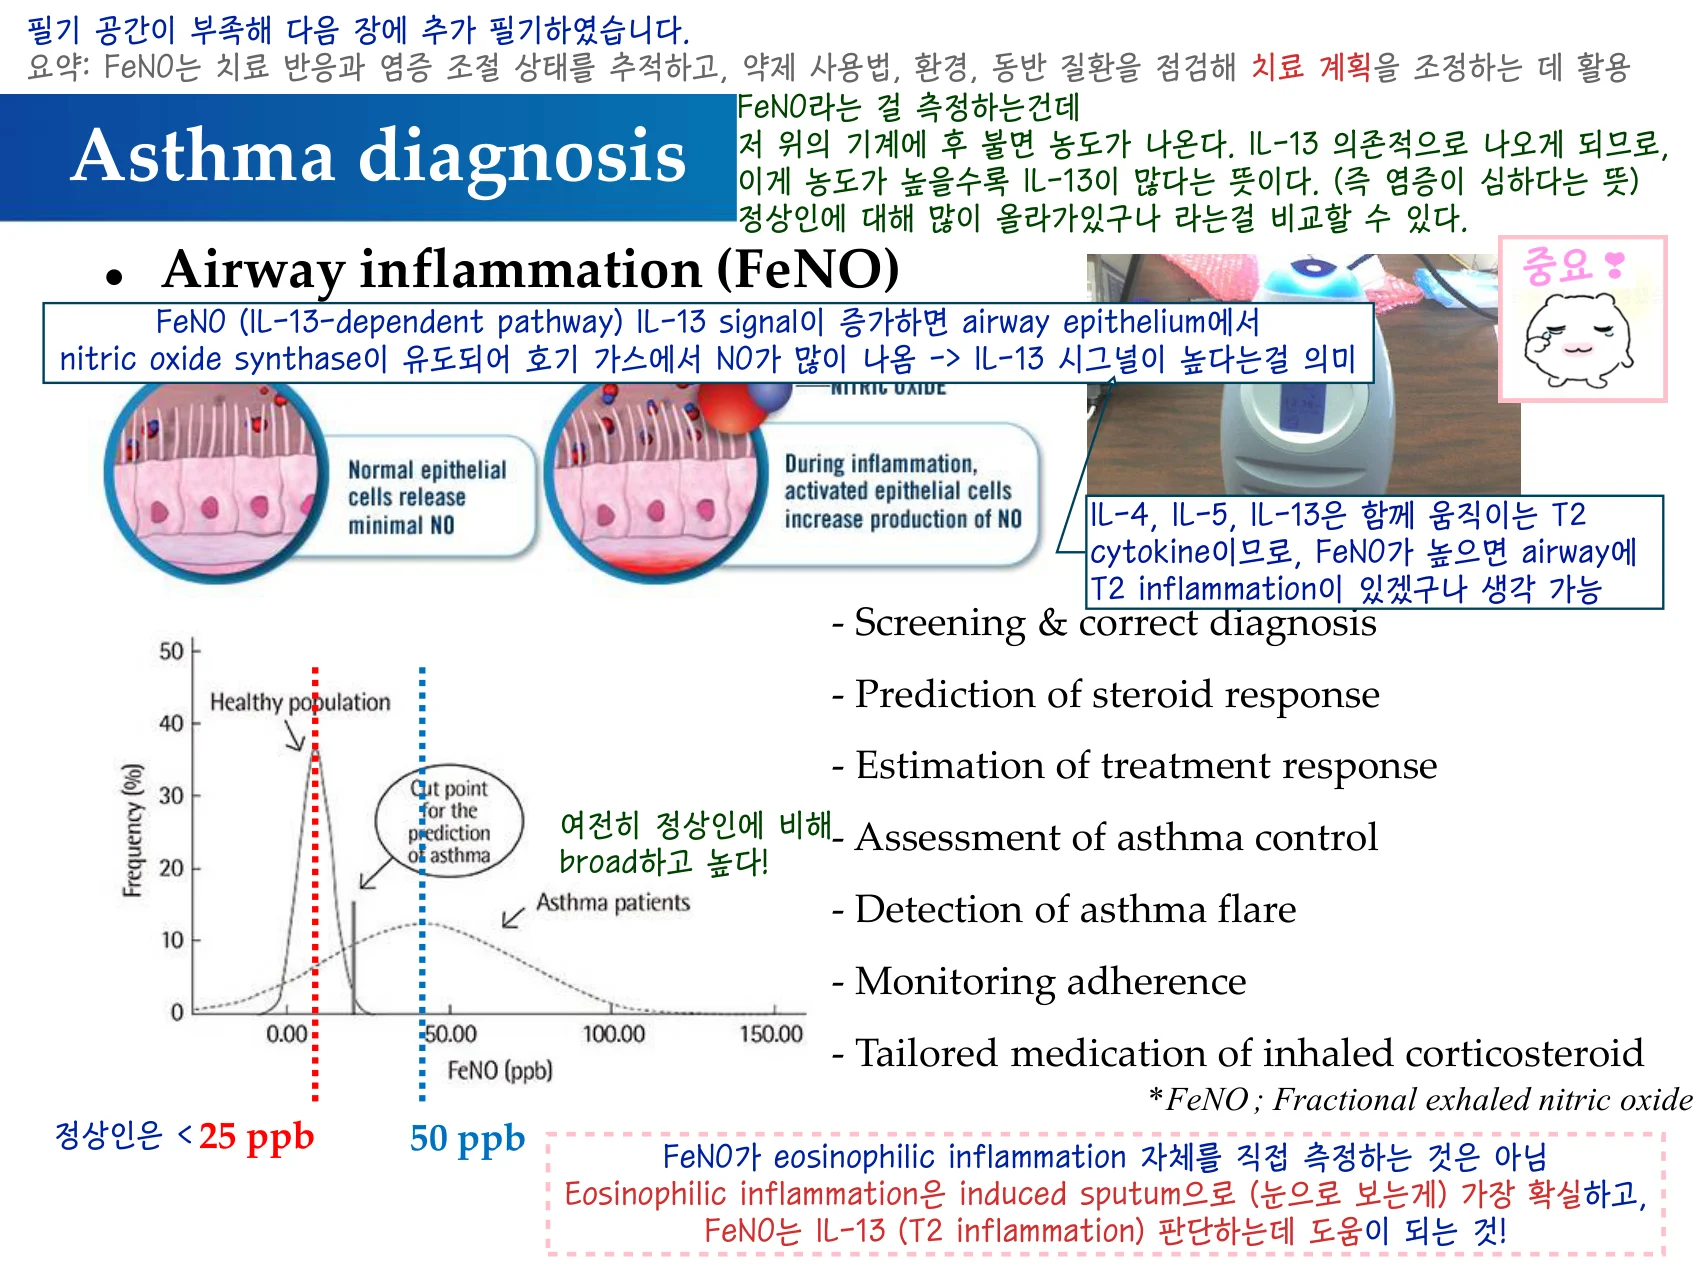 필기 공간이 부족해 다음 장에 추가 필기하였습니다.
요약: FeNO는 치료 반응과 염증 조절 상태를 추적하고, 약제 사용법, 환경, 동반 질환을 점검해 치료 계획을 조정하는 데 활용
Asthma diagnosis
FeNO라는 걸 측정하는건데
저 위의 기계에 후 불면 농도가 나온다. IL-13 의존적으로 나오게 되므로,
이게 농도가 높을수록 IL-13이 많다는 뜻이다. (즉 염증이 심하다는 뜻)
정상인에 대해 많이 올라가있구나 라는걸 비교할 수 있다.
• Airway inflammation (FeNO)
중요
FeNO (IL-13-dependent pathway) IL-13 signal이 증가하면 airway epithelium에서
nitric oxide synthase이 유도되어 호기 가스에서 NO가 많이 나옴 -> IL-13 시그널이 높다는걸 의미
NITRIC OXIDE
Normal epithelial
cells release
minimal NO
During inflammation,
activated epithelial cells
increase production of NO
IL-4, IL-5, IL-13은 함께 움직이는 T2
cytokine이므로, FeNO가 높으면 airway에
T2 inflammation이 있겠구나 생각 가능
- Screening & correct diagnosis
- Prediction of steroid response
- Estimation of treatment response
- Assessment of asthma control
- Detection of asthma flare
- Monitoring adherence
- Tailored medication of inhaled corticosteroid
*FeNO ; Fractional exhaled nitric oxide
Frequency (%)
50
40
30
20
10
0
Healthy population
Cut point
for the
prediction
of asthma
여전히 정상인에 비해
broad하고 높다!
Asthma patients
0.00 50.00 100.00 150.00
FeNO (ppb)
정상인은 < 25 ppb
50 ppb
FeNO가 eosinophilic inflammation 자체를 직접 측정하는 것은 아님
Eosinophilic inflammation은 induced sputum으로 (눈으로 보는게) 가장 확실하고,
FeNO는 IL-13 (T2 inflammation) 판단하는데 도움이 되는 것!